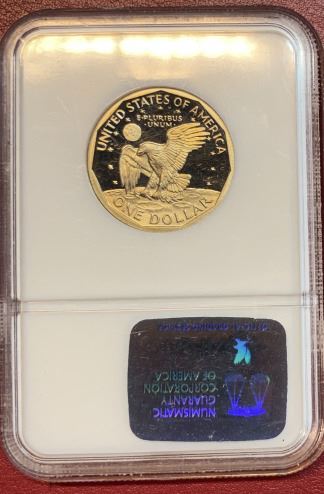 UNITED STATES OF AMERICA
E·PLURIBUS
·UNUM·
ONE DOLLAR
NUMISMATIC
GUARANTY
CORPORATION
OF AMERICA